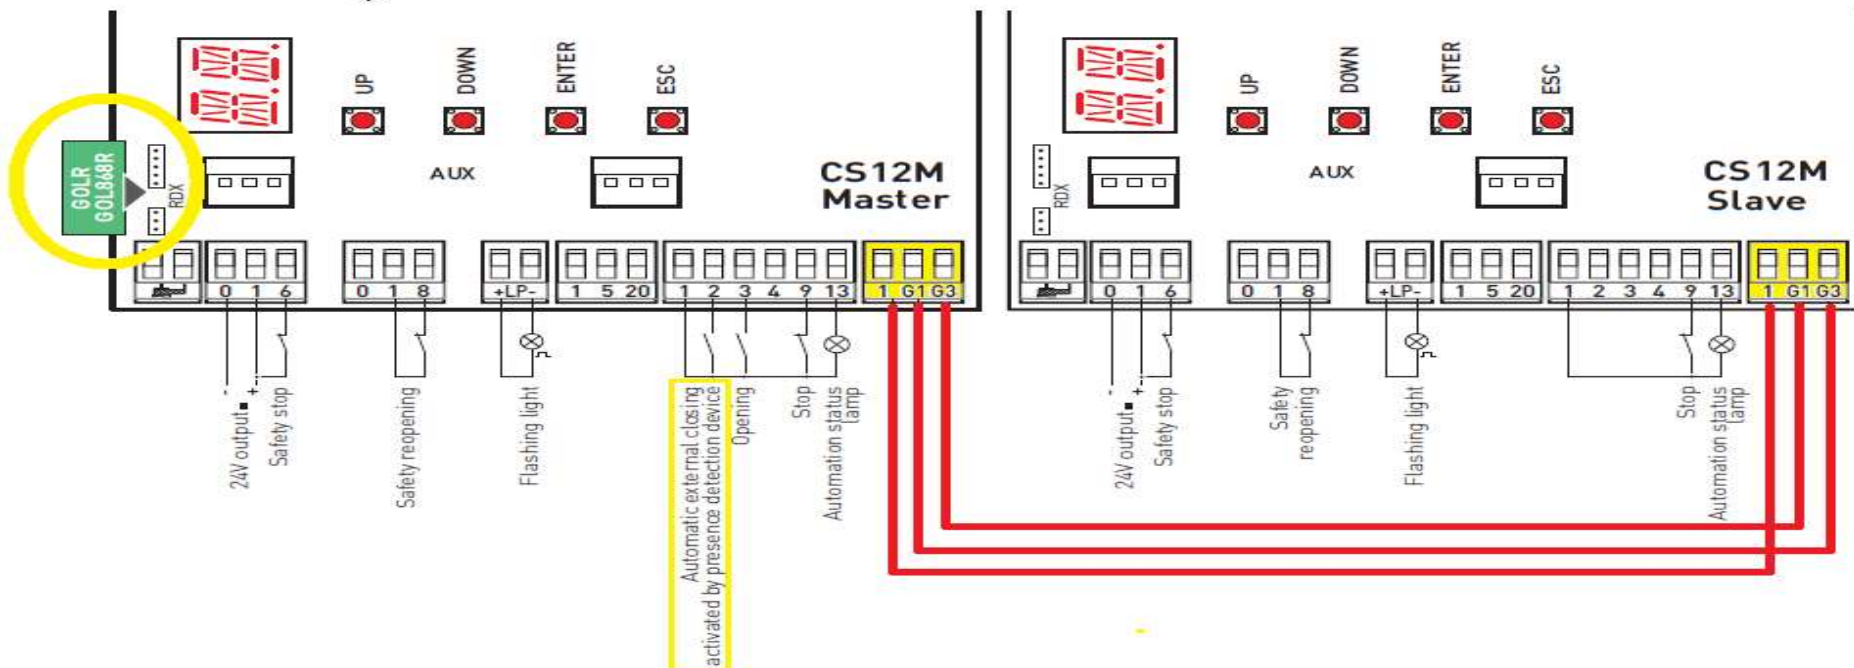 UP
DOWN
ENTER
ESC
GOLR
GOL868R
RDX
AUX
CS12M
Master
0 1 6
0 1 8
+LP-
1 5 20
1 2 3 4 9 13
1 G1 G3
-
24V output■ +
Safety stop
Safety reopening
Flashing light
Automatic external closing
activated by presence detection device
Opening
Stop
Automation status
lamp
UP
DOWN
ENTER
ESC
RDX
AUX
CS12M
Slave
0 1 6
0 1 8
+LP-
1 5 20
1 2 3 4 9 13
1 G1 G3
-
24V output■ +
Safety stop
Safety
reopening
Flashing light
Stop
Automation status
lamp